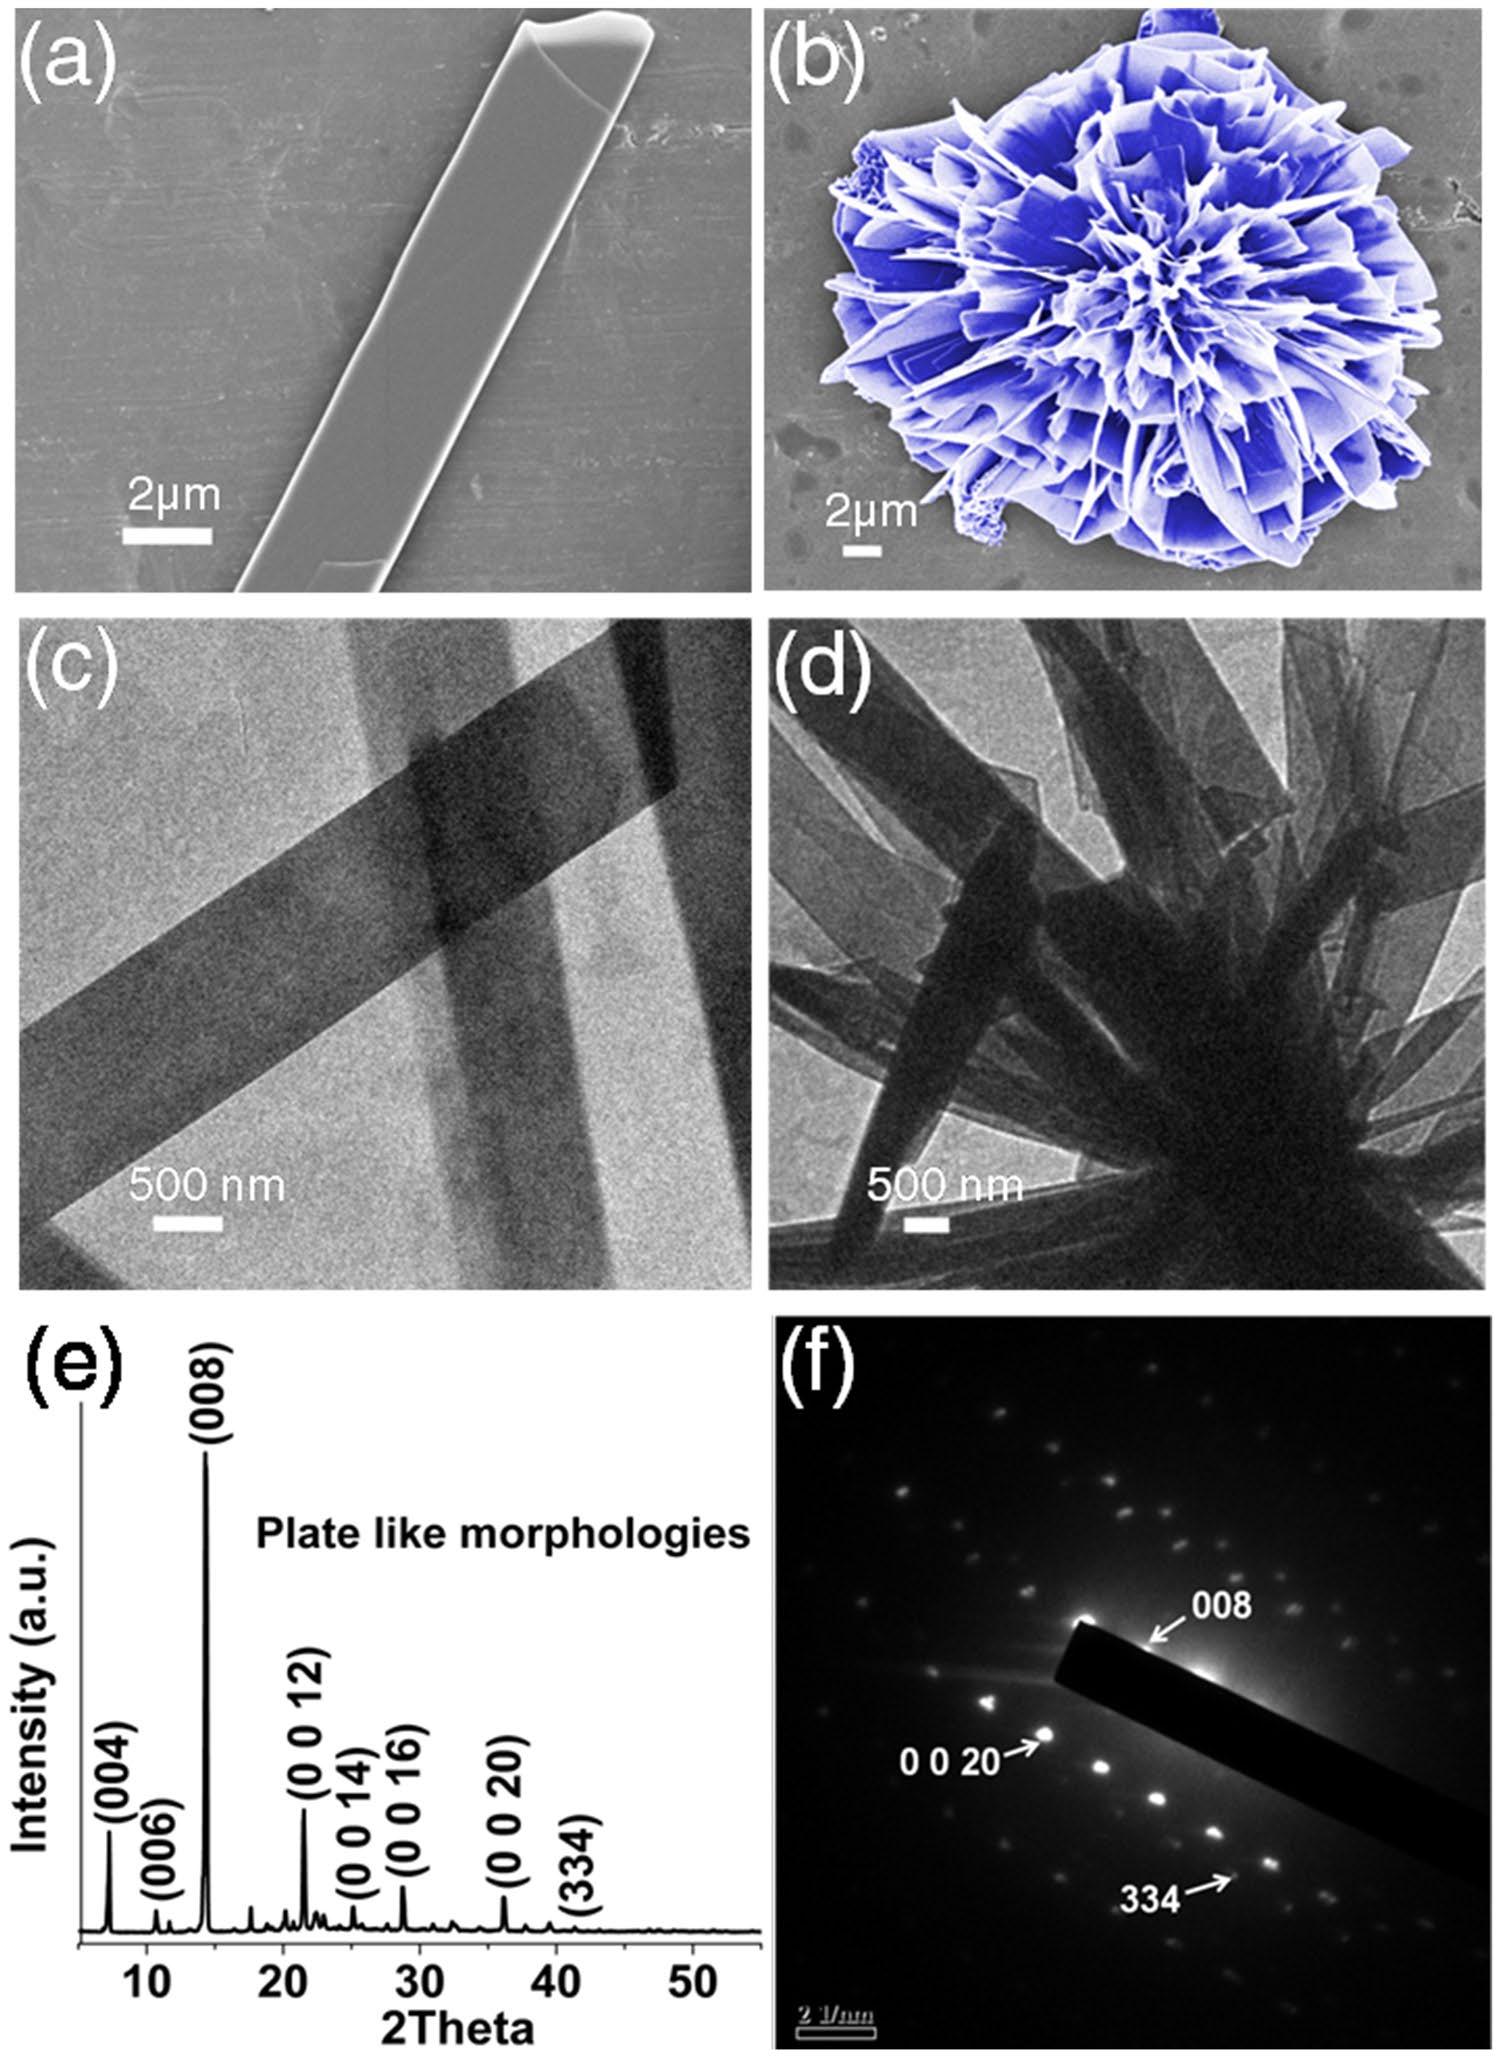 (a)
2µm
(b)
2µm
(c)
500 nm
(d)
500 nm
(e)
Intensity (a.u.)
(004)
(006)
(008)
(0 0 12)
(0 0 14)
(0 0 16)
(0 0 20)
(334)
Plate like morphologies
10 20 30 40 50
2Theta
(f)
008
0 0 20
334
2 1/nm